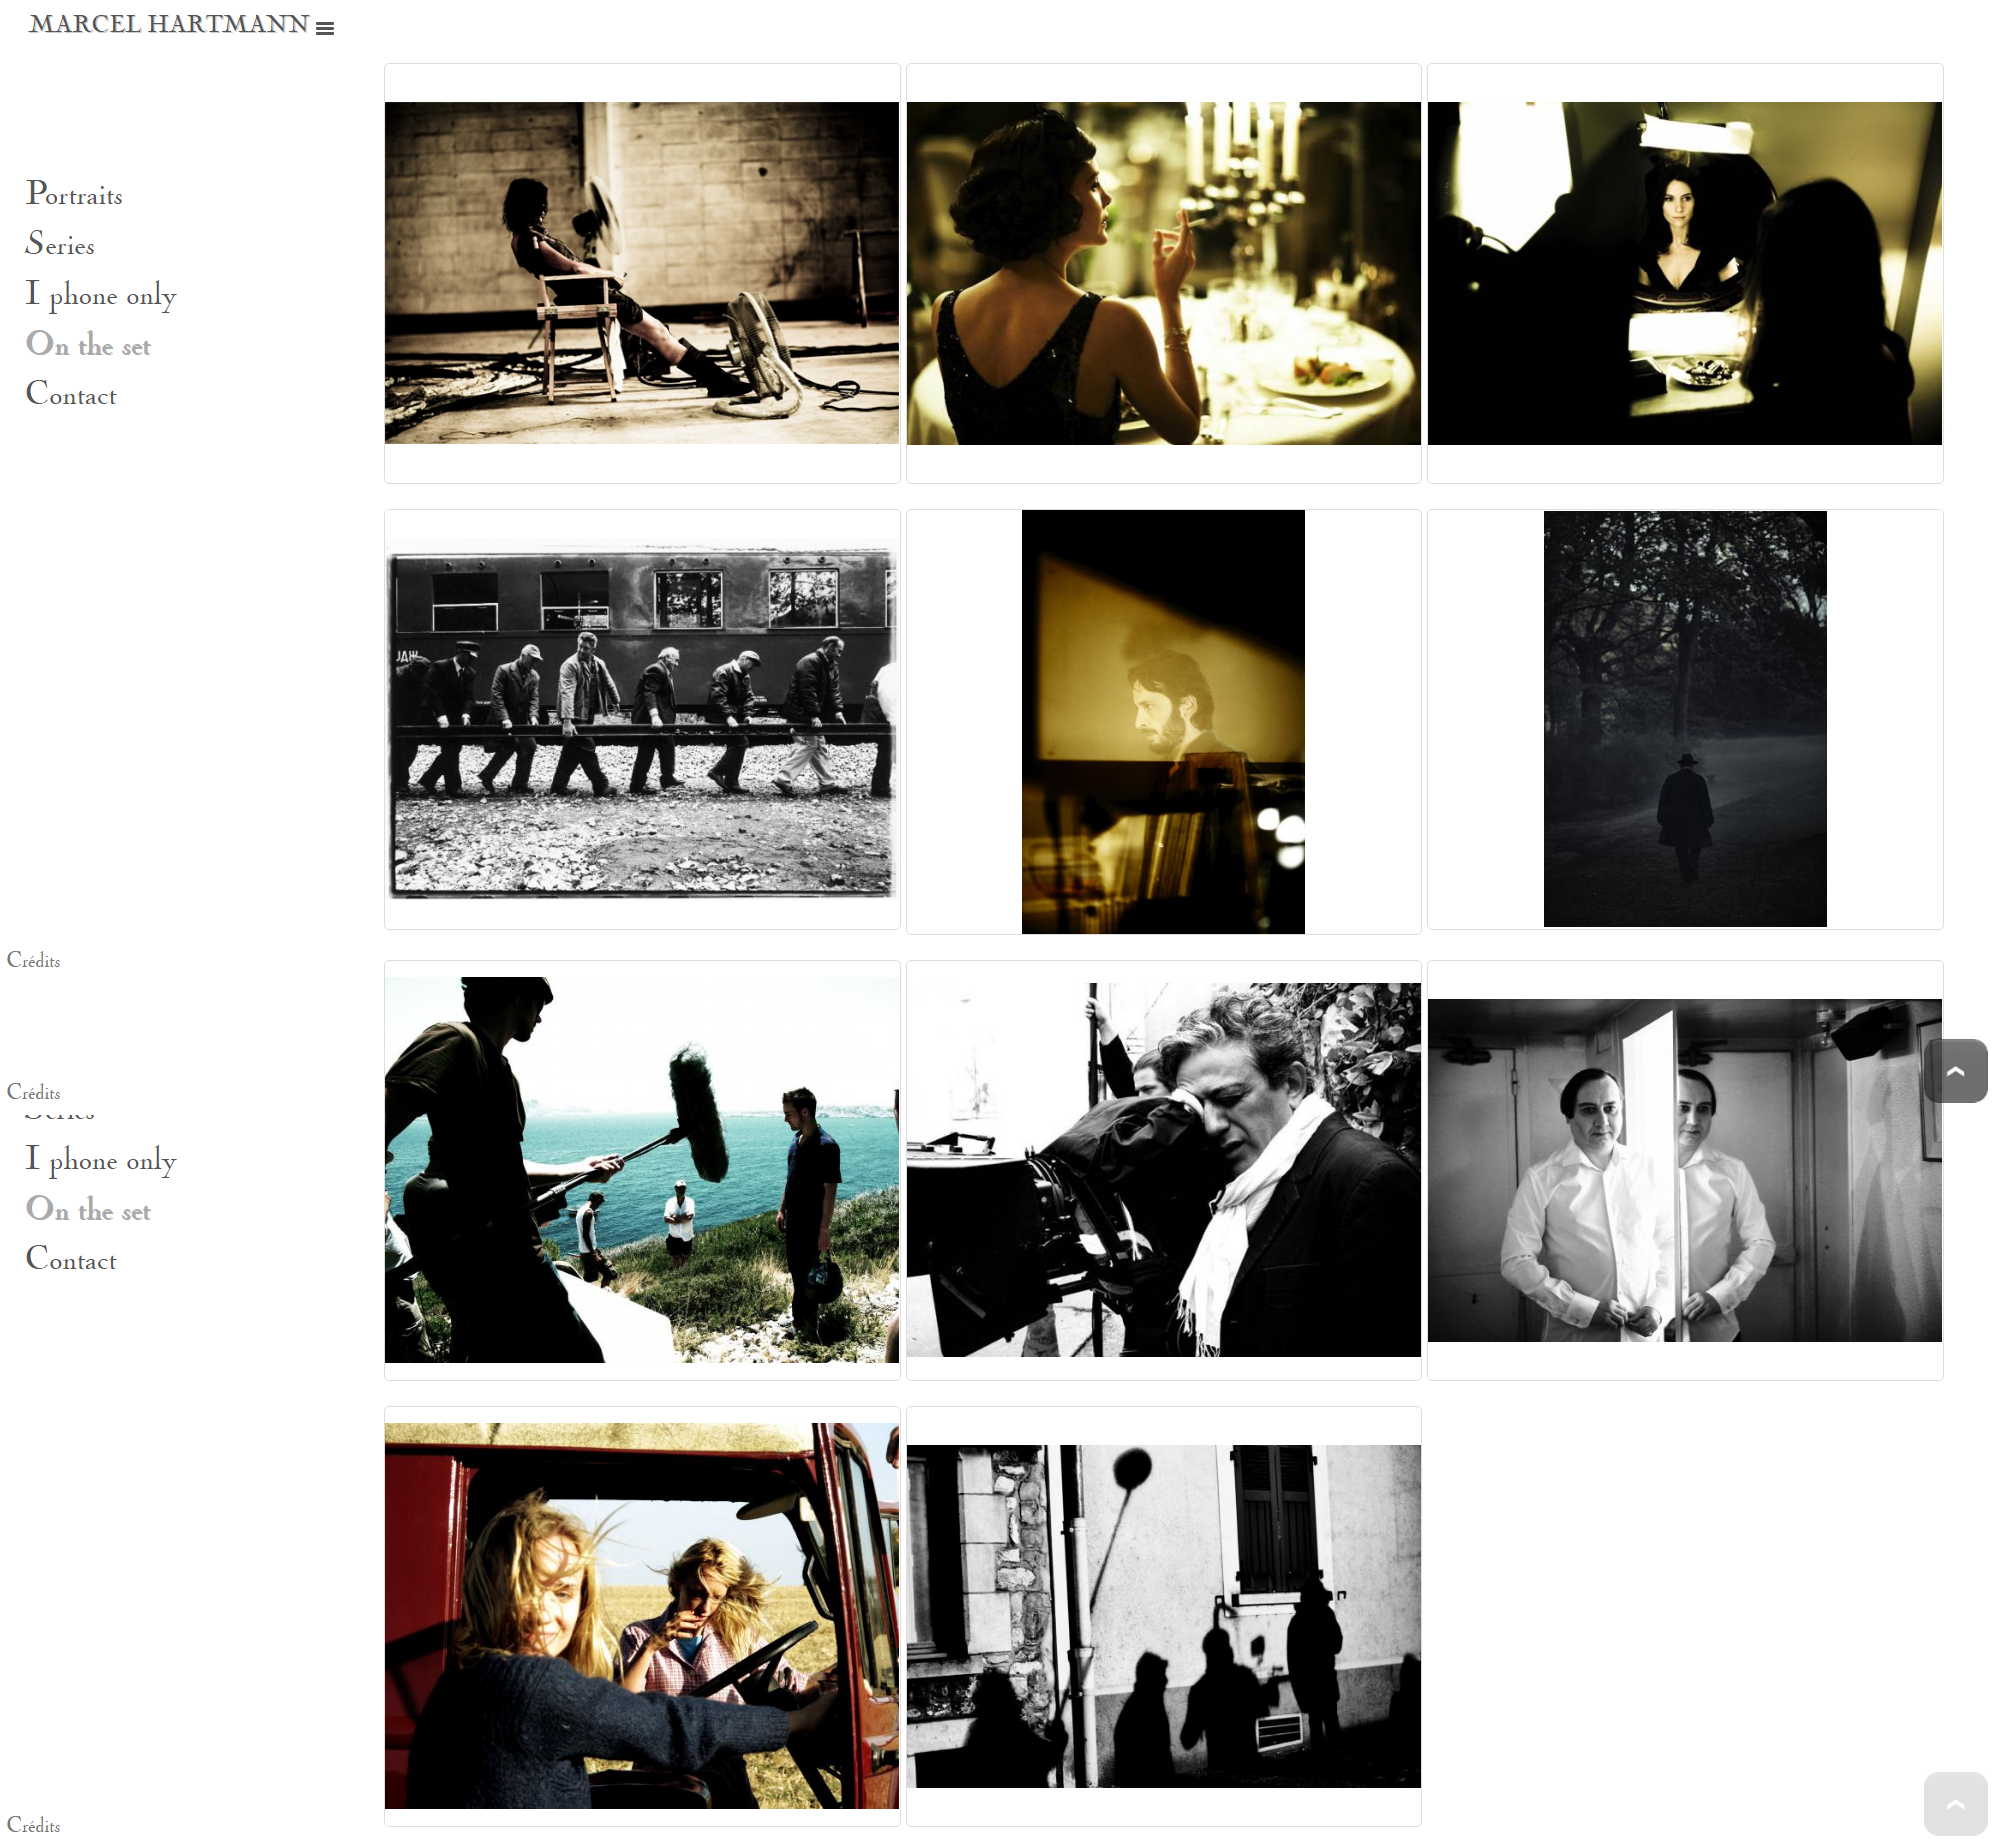 MARCEL HARTMANN
Portraits
Series
I phone only
On the set
Contact
Crédits
Crédits
Series
I phone only
On the set
Contact
Crédits